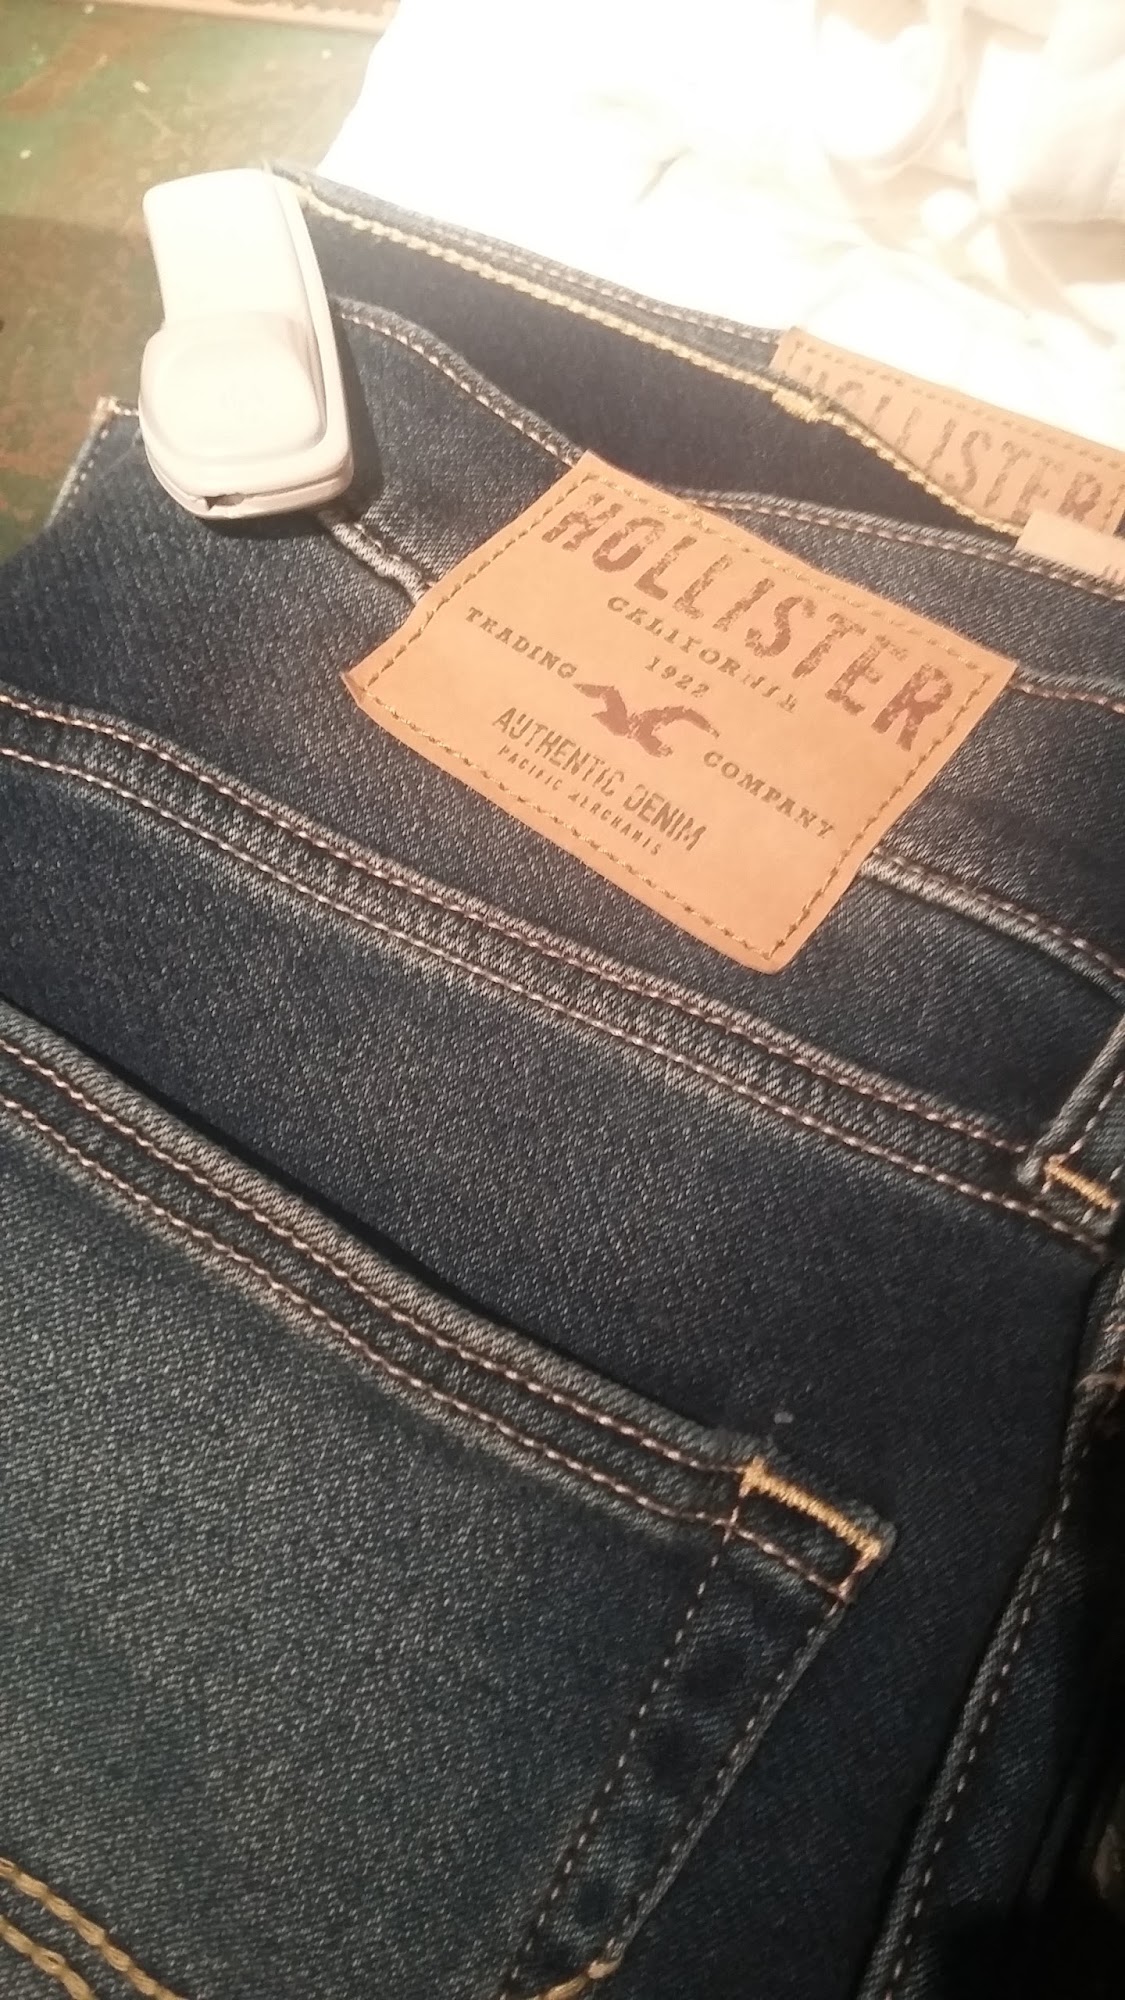 HOLLISTER
CALIFORNIA
1922
TRADING COMPANY
AUTHENTIC DENIM
PACIFIC MERCHANTS
HOLLISTER